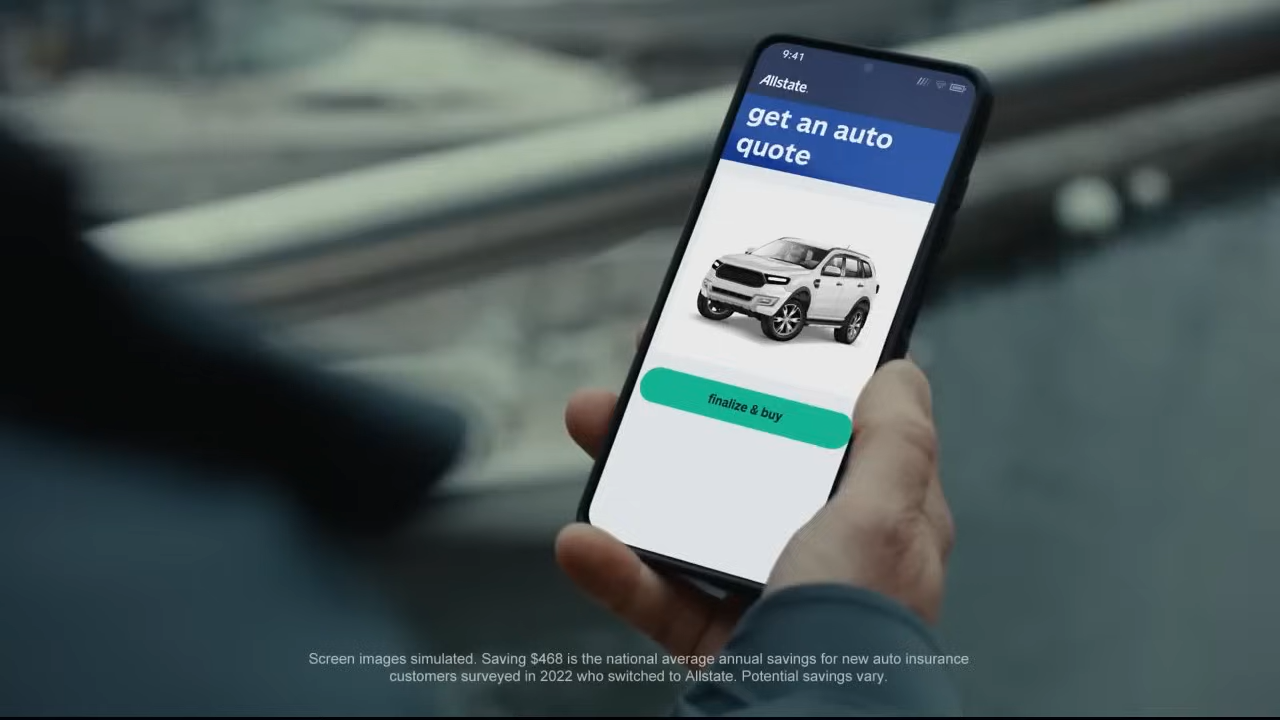 9:41
Allstate
get an auto
quote
finalize & buy
Screen images simulated. Saving $468 is the national average annual savings for new auto insurance
customers surveyed in 2022 who switched to Allstate. Potential savings vary.